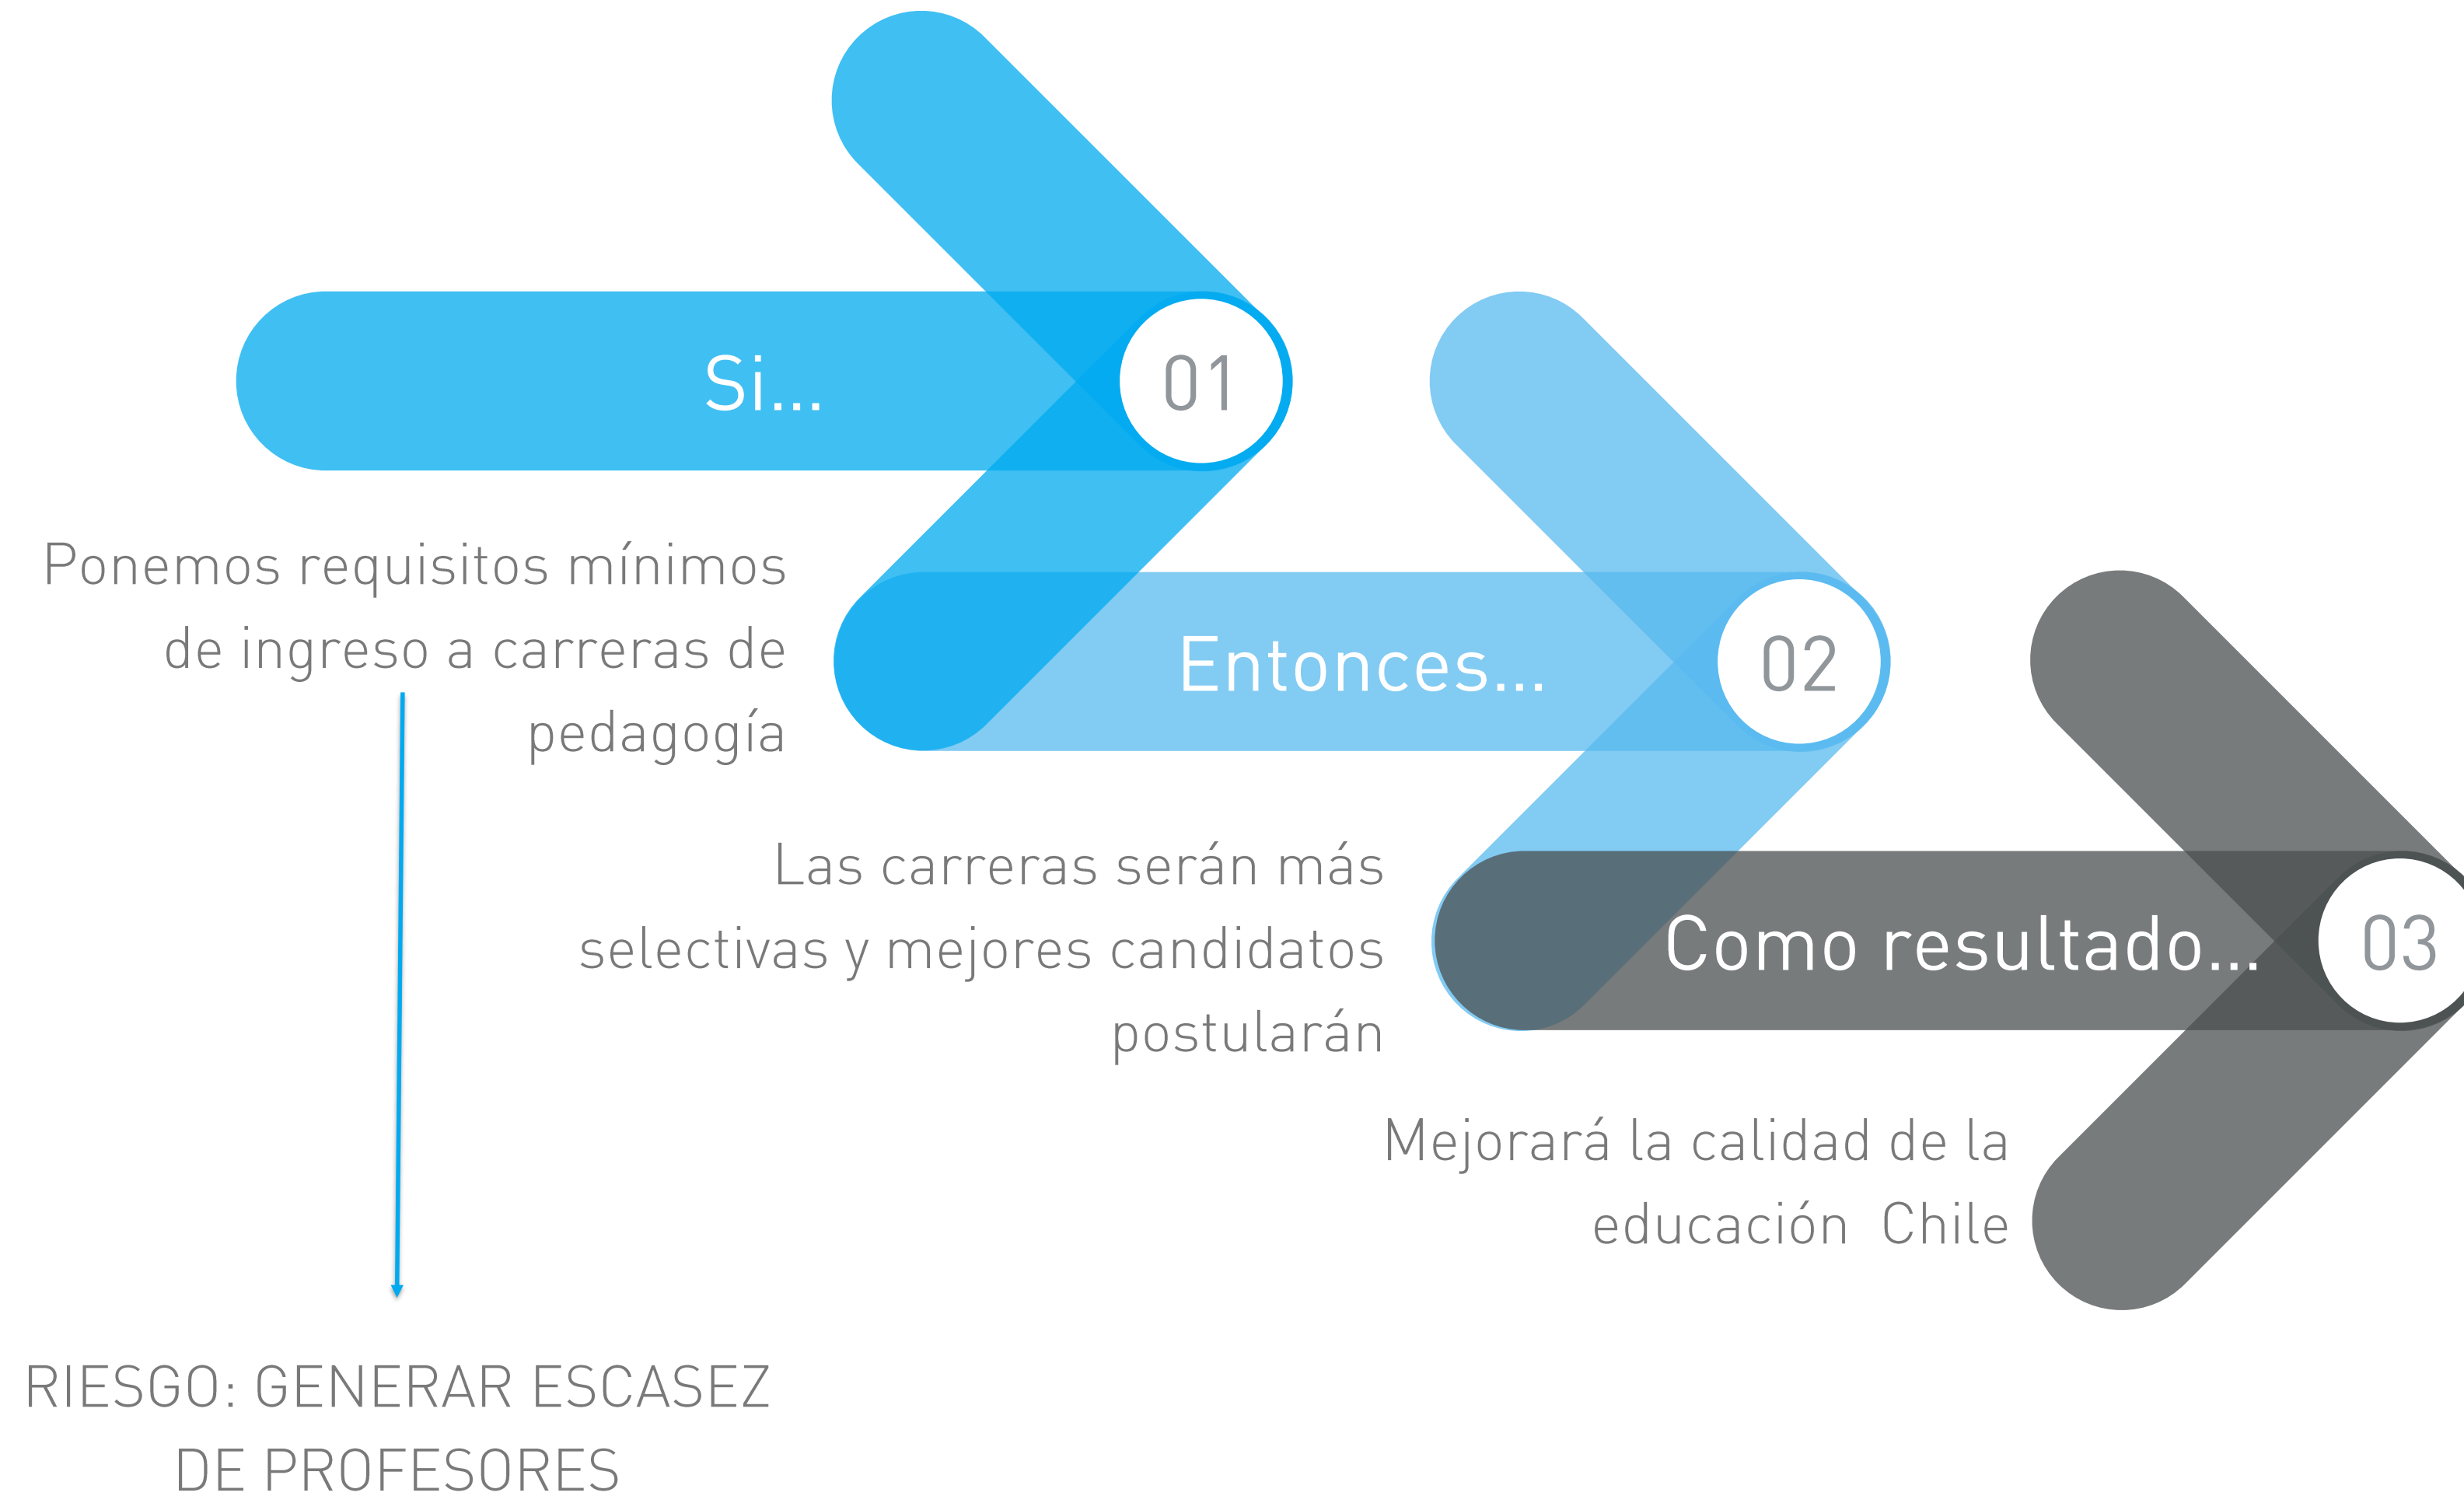 Si...
01
Ponemos requisitos mínimos
de ingreso a carreras de
pedagogía
Entonces...
02
Las carreras serán más
selectivas y mejores candidatos
postularán
Como resultado...
03
Mejorará la calidad de la
educación Chile
RIESGO: GENERAR ESCASEZ
DE PROFESORES